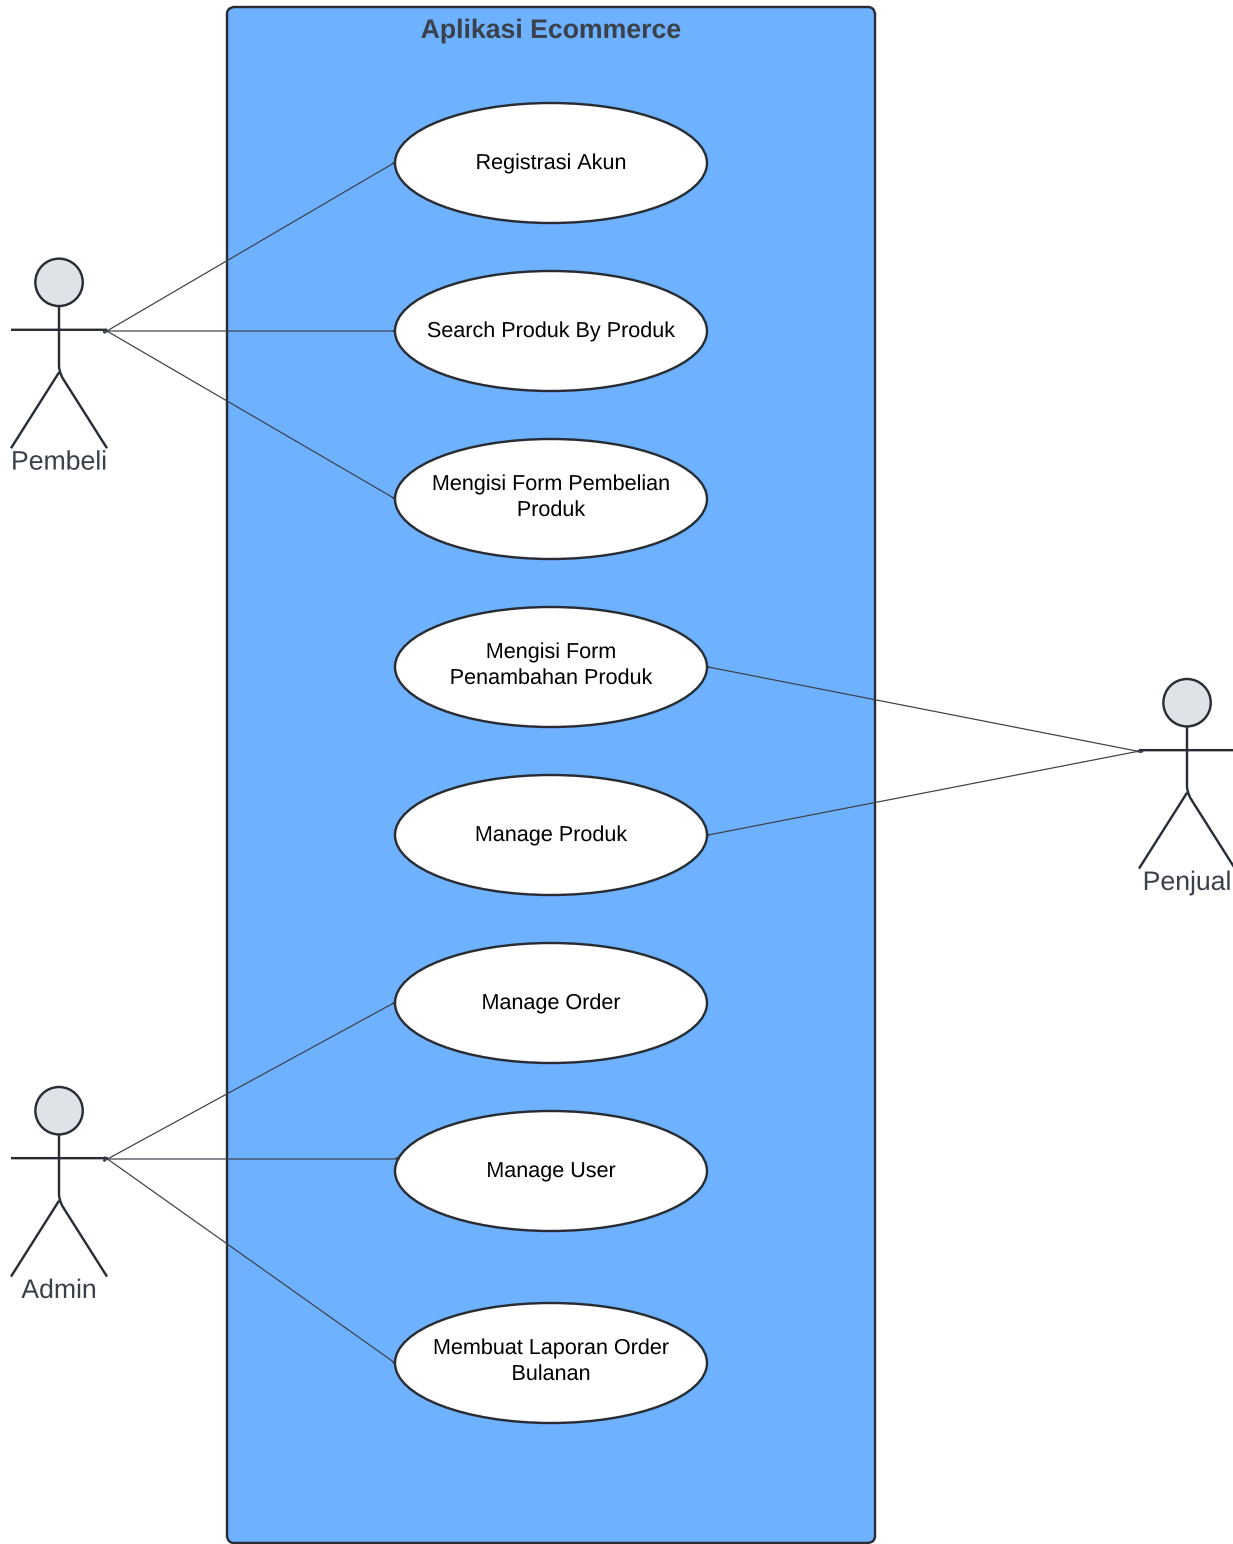 Aplikasi Ecommerce
Registrasi Akun
Search Produk By Produk
Pembeli
Mengisi Form Pembelian
Produk
Mengisi Form
Penambahan Produk
Manage Produk
Penjual
Manage Order
Manage User
Admin
Membuat Laporan Order
Bulanan